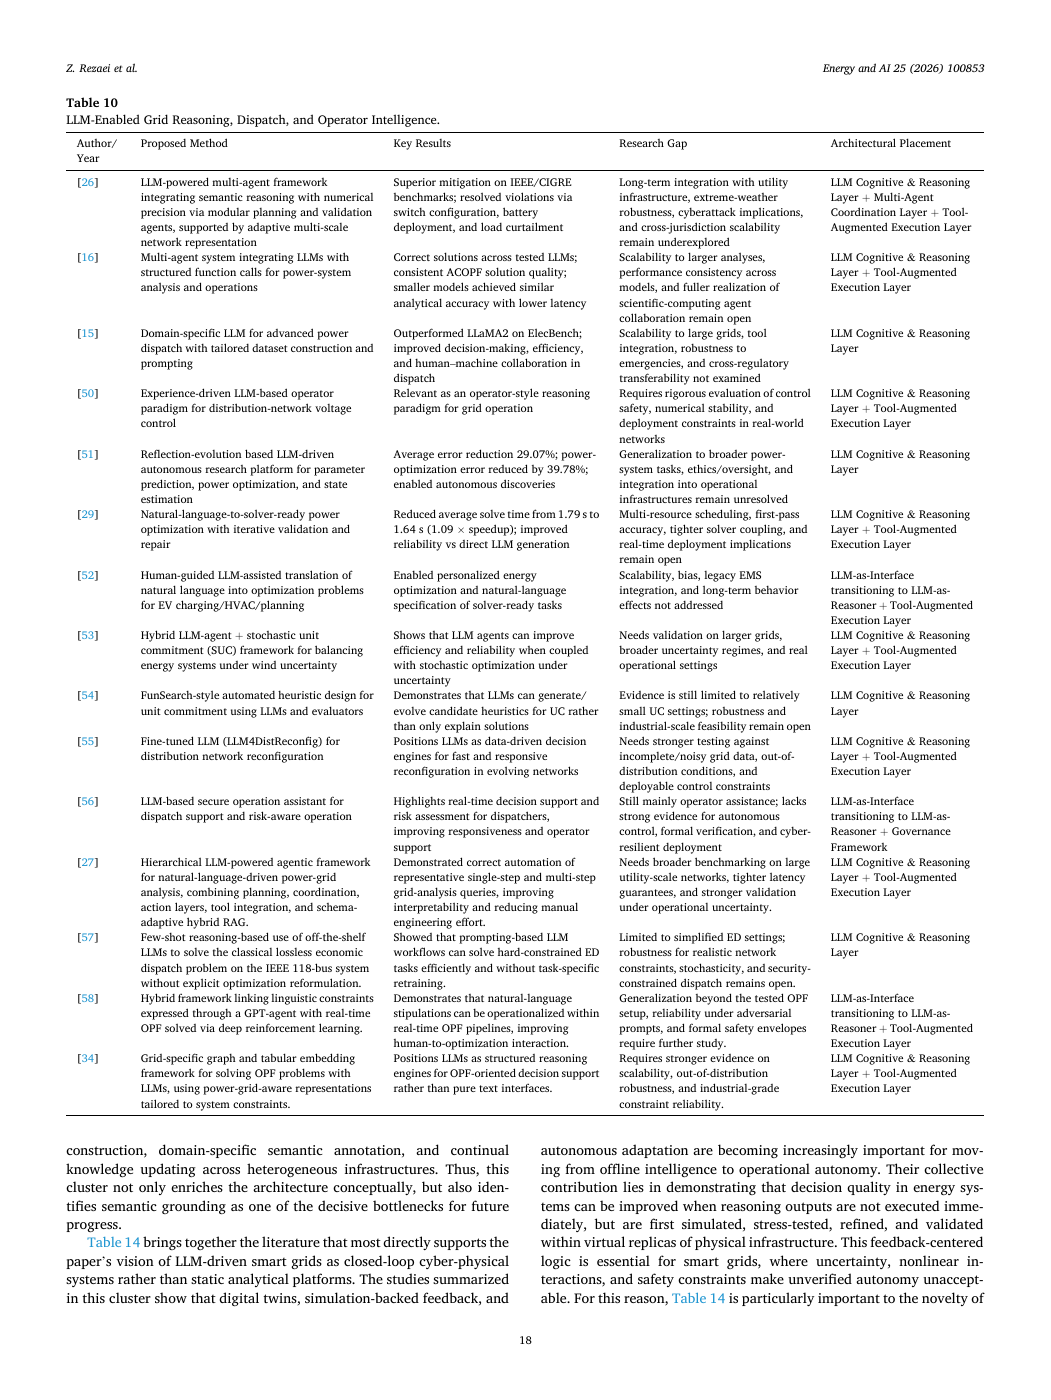 Z. Rezaei et al.
Energy and AI 25 (2026) 100853
Table 10
LLM-Enabled Grid Reasoning, Dispatch, and Operator Intelligence.
Author/
Year
Proposed Method
Key Results
Research Gap
Architectural Placement
[26]
LLM-powered multi-agent framework
integrating semantic reasoning with numerical
precision via modular planning and validation
agents, supported by adaptive multi-scale
network representation
Superior mitigation on IEEE/CIGRE
benchmarks; resolved violations via
switch configuration, battery
deployment, and load curtailment
Long-term integration with utility
infrastructure, extreme-weather
robustness, cyberattack implications,
and cross-jurisdiction scalability
remain underexplored
LLM Cognitive & Reasoning
Layer + Multi-Agent
Coordination Layer + Tool-
Augmented Execution Layer
[16]
Multi-agent system integrating LLMs with
structured function calls for power-system
analysis and operations
Correct solutions across tested LLMs;
consistent ACOPF solution quality;
smaller models achieved similar
analytical accuracy with lower latency
Scalability to larger analyses,
performance consistency across
models, and fuller realization of
scientific-computing agent
collaboration remain open
LLM Cognitive & Reasoning
Layer + Tool-Augmented
Execution Layer
[15]
Domain-specific LLM for advanced power
dispatch with tailored dataset construction and
prompting
Outperformed LLaMA2 on ElecBench;
improved decision-making, efficiency,
and human–machine collaboration in
dispatch
Scalability to large grids, tool
integration, robustness to
emergencies, and cross-regulatory
transferability not examined
LLM Cognitive & Reasoning
Layer
[50]
Experience-driven LLM-based operator
paradigm for distribution-network voltage
control
Relevant as an operator-style reasoning
paradigm for grid operation
Requires rigorous evaluation of control
safety, numerical stability, and
deployment constraints in real-world
networks
LLM Cognitive & Reasoning
Layer + Tool-Augmented
Execution Layer
[51]
Reflection-evolution based LLM-driven
autonomous research platform for parameter
prediction, power optimization, and state
estimation
Average error reduction 29.07%; power-
optimization error reduced by 39.78%;
enabled autonomous discoveries
Generalization to broader power-
system tasks, ethics/oversight, and
integration into operational
infrastructures remain unresolved
LLM Cognitive & Reasoning
Layer
[29]
Natural-language-to-solver-ready power
optimization with iterative validation and
repair
Reduced average solve time from 1.79 s to
1.64 s (1.09 × speedup); improved
reliability vs direct LLM generation
Multi-resource scheduling, first-pass
accuracy, tighter solver coupling, and
real-time deployment implications
remain open
LLM Cognitive & Reasoning
Layer + Tool-Augmented
Execution Layer
[52]
Human-guided LLM-assisted translation of
natural language into optimization problems
for EV charging/HVAC/planning
Enabled personalized energy
optimization and natural-language
specification of solver-ready tasks
Scalability, bias, legacy EMS
integration, and long-term behavior
effects not addressed
LLM-as-Interface
transitioning to LLM-as-
Reasoner + Tool-Augmented
Execution Layer
[53]
Hybrid LLM-agent + stochastic unit
commitment (SUC) framework for balancing
energy systems under wind uncertainty
Shows that LLM agents can improve
efficiency and reliability when coupled
with stochastic optimization under
uncertainty
Needs validation on larger grids,
broader uncertainty regimes, and real
operational settings
LLM Cognitive & Reasoning
Layer + Tool-Augmented
Execution Layer
[54]
FunSearch-style automated heuristic design for
unit commitment using LLMs and evaluators
Demonstrates that LLMs can generate/
evolve candidate heuristics for UC rather
than only explain solutions
Evidence is still limited to relatively
small UC settings; robustness and
industrial-scale feasibility remain open
LLM Cognitive & Reasoning
Layer
[55]
Fine-tuned LLM (LLM4DistReconfig) for
distribution network reconfiguration
Positions LLMs as data-driven decision
engines for fast and responsive
reconfiguration in evolving networks
Needs stronger testing against
incomplete/noisy grid data, out-of-
distribution conditions, and
deployable control constraints
LLM Cognitive & Reasoning
Layer + Tool-Augmented
Execution Layer
[56]
LLM-based secure operation assistant for
dispatch support and risk-aware operation
Highlights real-time decision support and
risk assessment for dispatchers,
improving responsiveness and operator
support
Still mainly operator assistance; lacks
strong evidence for autonomous
control, formal verification, and cyber-
resilient deployment
LLM-as-Interface
transitioning to LLM-as-
Reasoner + Governance
Framework
[27]
Hierarchical LLM-powered agentic framework
for natural-language-driven power-grid
analysis, combining planning, coordination,
action layers, tool integration, and schema-
adaptive hybrid RAG.
Demonstrated correct automation of
representative single-step and multi-step
grid-analysis queries, improving
interpretability and reducing manual
engineering effort.
Needs broader benchmarking on large
utility-scale networks, tighter latency
guarantees, and stronger validation
under operational uncertainty.
LLM Cognitive & Reasoning
Layer + Tool-Augmented
Execution Layer
[57]
Few-shot reasoning-based use of off-the-shelf
LLMs to solve the classical lossless economic
dispatch problem on the IEEE 118-bus system
without explicit optimization reformulation.
Showed that prompting-based LLM
workflows can solve hard-constrained ED
tasks efficiently and without task-specific
retraining.
Limited to simplified ED settings;
robustness for realistic network
constraints, stochasticity, and security-
constrained dispatch remains open.
LLM Cognitive & Reasoning
Layer
[58]
Hybrid framework linking linguistic constraints
expressed through a GPT-agent with real-time
OPF solved via deep reinforcement learning.
Demonstrates that natural-language
stipulations can be operationalized within
real-time OPF pipelines, improving
human-to-optimization interaction.
Generalization beyond the tested OPF
setup, reliability under adversarial
prompts, and formal safety envelopes
require further study.
LLM-as-Interface
transitioning to LLM-as-
Reasoner + Tool-Augmented
Execution Layer
[34]
Grid-specific graph and tabular embedding
framework for solving OPF problems with
LLMs, using power-grid-aware representations
tailored to system constraints.
Positions LLMs as structured reasoning
engines for OPF-oriented decision support
rather than pure text interfaces.
Requires stronger evidence on
scalability, out-of-distribution
robustness, and industrial-grade
constraint reliability.
LLM Cognitive & Reasoning
Layer + Tool-Augmented
Execution Layer
construction, domain-specific semantic annotation, and continual
knowledge updating across heterogeneous infrastructures. Thus, this
cluster not only enriches the architecture conceptually, but also iden-
tifies semantic grounding as one of the decisive bottlenecks for future
progress.
Table 14 brings together the literature that most directly supports the
paper's vision of LLM-driven smart grids as closed-loop cyber-physical
systems rather than static analytical platforms. The studies summarized
in this cluster show that digital twins, simulation-backed feedback, and
autonomous adaptation are becoming increasingly important for mov-
ing from offline intelligence to operational autonomy. Their collective
contribution lies in demonstrating that decision quality in energy sys-
tems can be improved when reasoning outputs are not executed imme-
diately, but are first simulated, stress-tested, refined, and validated
within virtual replicas of physical infrastructure. This feedback-centered
logic is essential for smart grids, where uncertainty, nonlinear in-
teractions, and safety constraints make unverified autonomy unaccept-
able. For this reason, Table 14 is particularly important to the novelty of
18